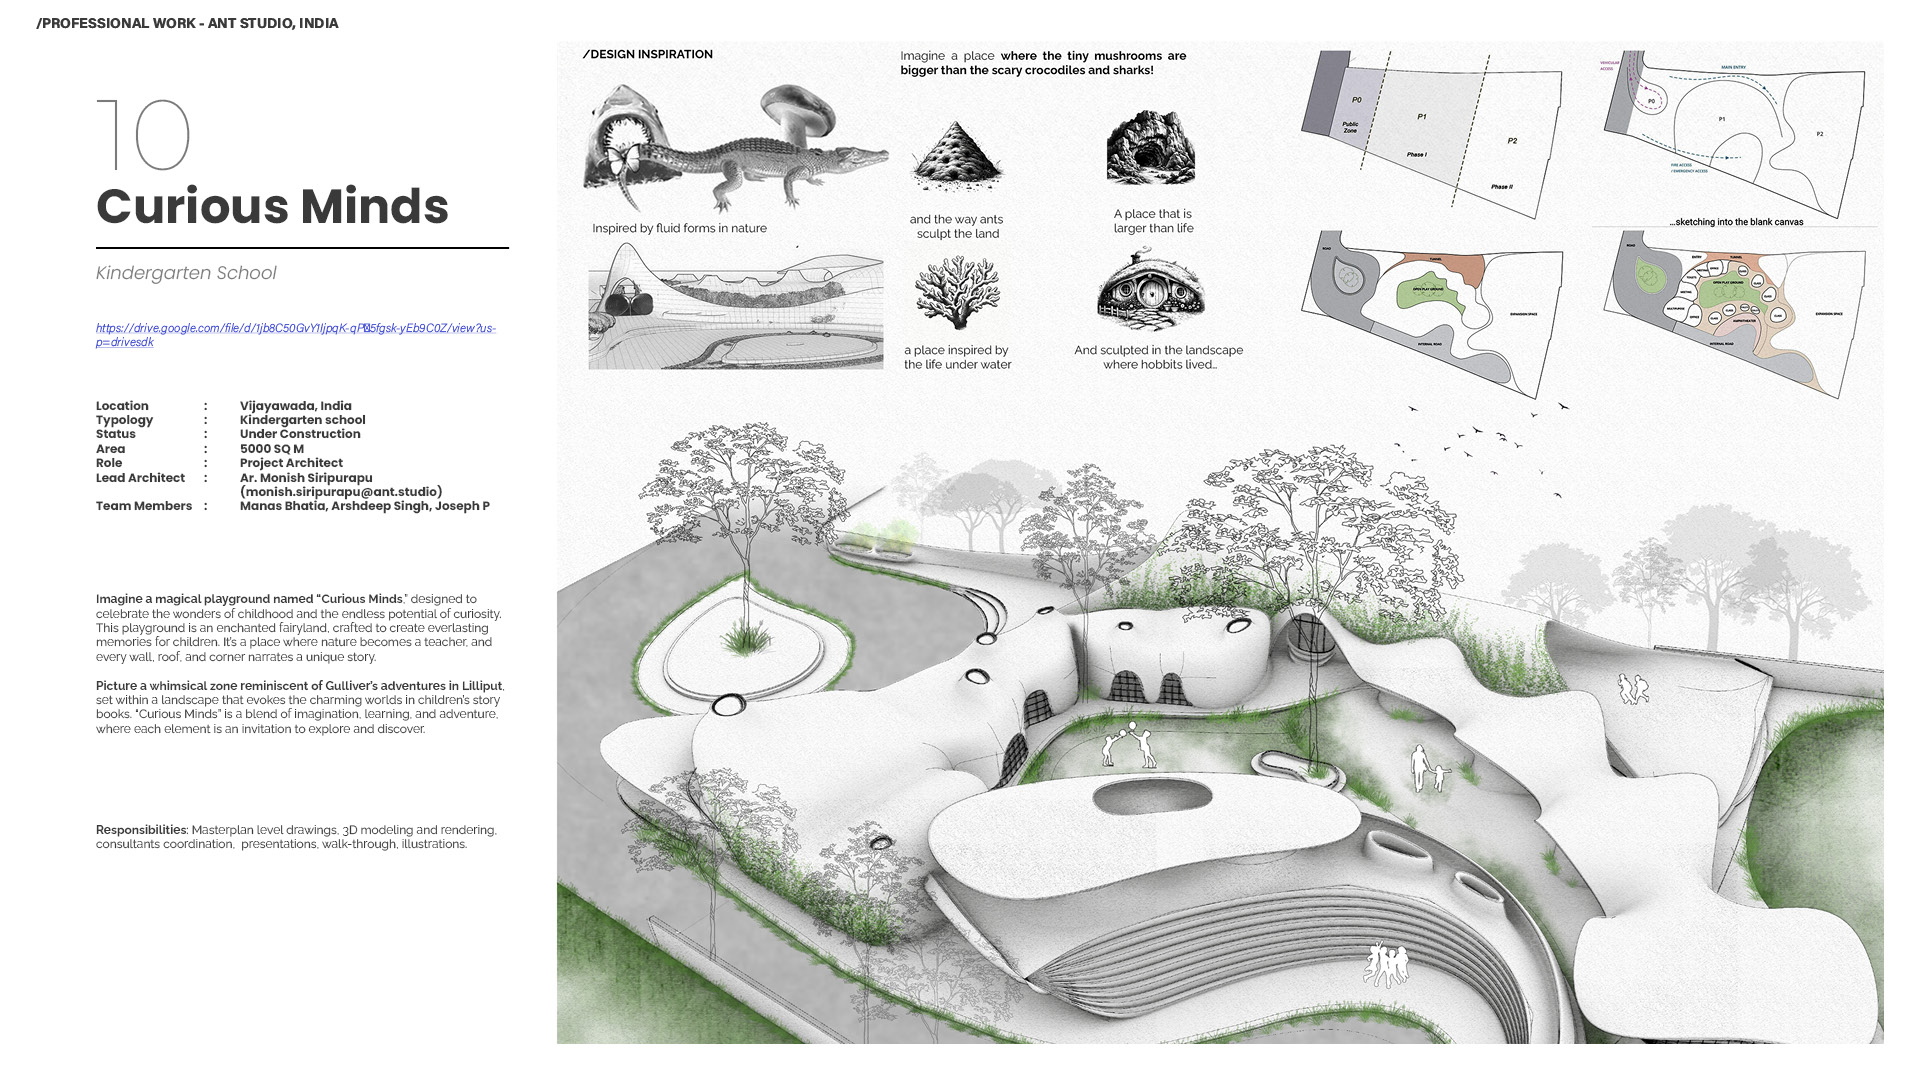 /PROFESSIONAL WORK - ANT STUDIO, INDIA
10
Curious Minds
Kindergarten School
p=drivesdk
Location : Vijayawada, India
Typology : Kindergarten school
Status : Under Construction
Area : 5000 SQ M
Role : Project Architect
Lead Architect : Ar. Monish Siripurapu
(monish.siripurapu@ant.studio)
Team Members : Manas Bhatia, Arshdeep Singh, Joseph P
Imagine a magical playground named “Curious Minds,” designed to
celebrate the wonders of childhood and the endless potential of curiosity.
This playground is an enchanted fairyland, crafted to create everlasting
memories for children. It’s a place where nature becomes a teacher, and
every wall, roof, and corner narrates a unique story.
Picture a whimsical zone reminiscent of Gulliver’s adventures in Lilliput,
set within a landscape that evokes the charming worlds in children’s story
books. “Curious Minds” is a blend of imagination, learning, and adventure,
where each element is an invitation to explore and discover.
Responsibilities: Masterplan level drawings, 3D modeling and rendering,
consultants coordination, presentations, walk-through, illustrations.
/DESIGN INSPIRATION
Imagine a place where the tiny mushrooms are
bigger than the scary crocodiles and sharks!
Inspired by fluid forms in nature
and the way ants
sculpt the land
A place that is
larger than life
a place inspired by
the life under water
And sculpted in the landscape
where hobbits lived...
P0
Public
Zone
P1
Phase I
P2
Phase II
VEHICULAR
ACCESS
MAIN ENTRY
P0
P1
P2
FIRE ACCESS
/ EMERGENCY ACCESS
...sketching into the blank canvas
ROAD
TUNNEL
OPEN PLAY GROUND
EXPANSION SPACE
INTERNAL ROAD
ROAD
ENTRY
TUNNEL
OPEN PLAY GROUND
EXPANSION SPACE
AMPHITHEATER
INTERNAL ROAD